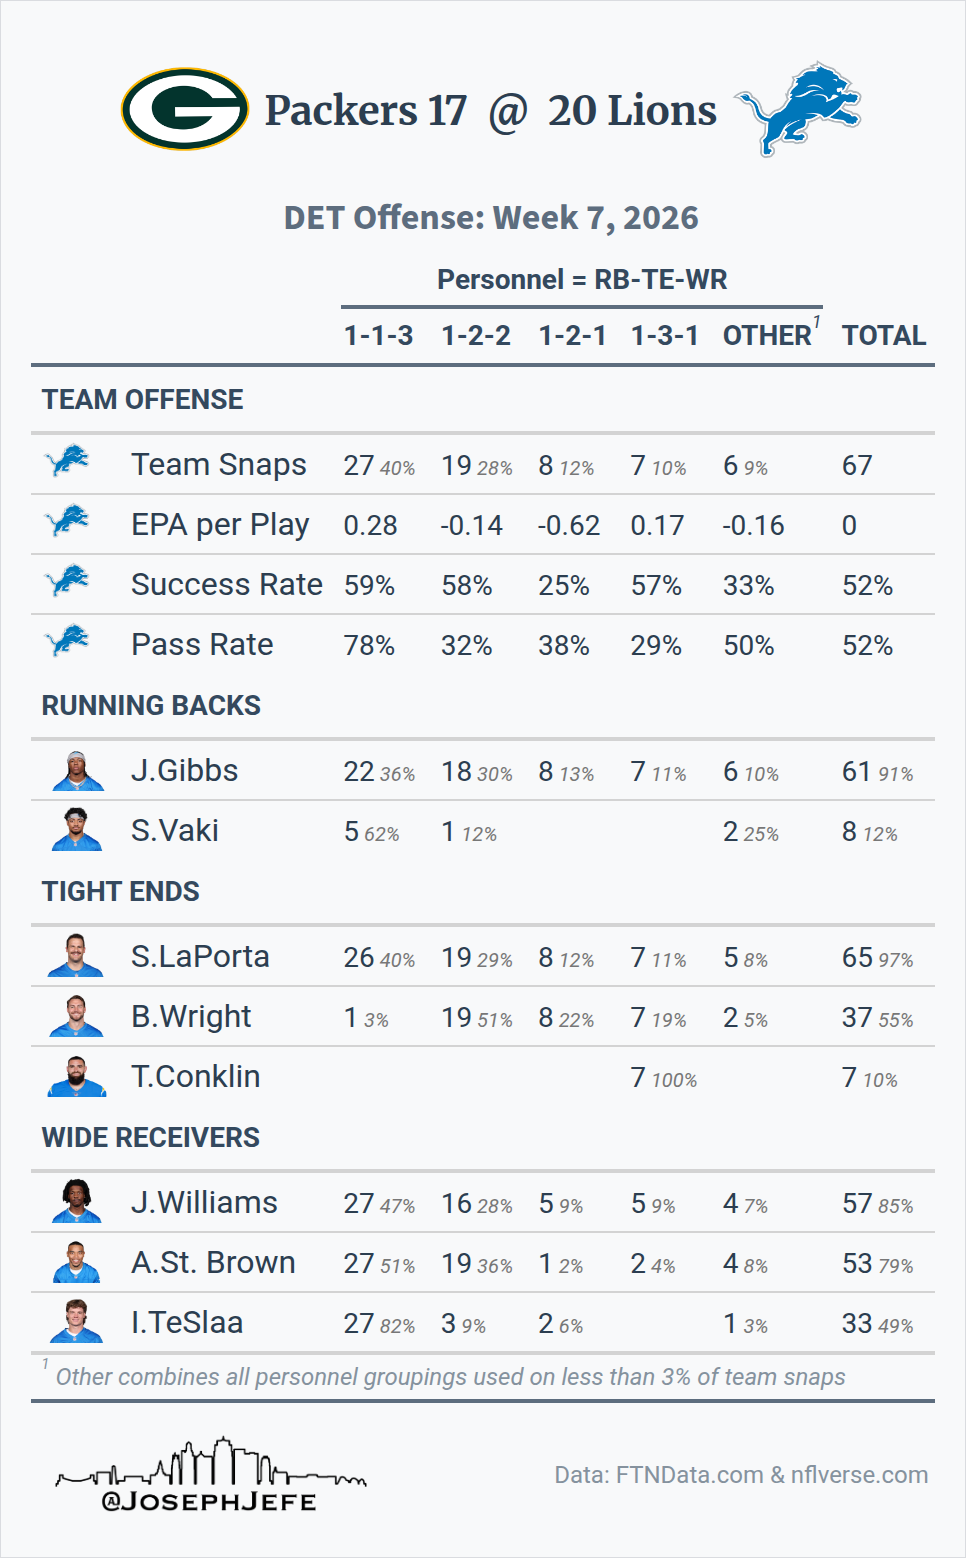 Packers 17 @ 20 Lions
DET Offense: Week 7, 2026
Personnel = RB-TE-WR
1-1-3 1-2-2 1-2-1 1-3-1 OTHER¹ TOTAL
TEAM OFFENSE
Team Snaps 27 40% 19 28% 8 12% 7 10% 6 9% 67
EPA per Play 0.28 -0.14 -0.62 0.17 -0.16 0
Success Rate 59% 58% 25% 57% 33% 52%
Pass Rate 78% 32% 38% 29% 50% 52%
RUNNING BACKS
J.Gibbs 22 36% 18 30% 8 13% 7 11% 6 10% 61 91%
S.Vaki 5 62% 1 12% 2 25% 8 12%
TIGHT ENDS
S.LaPorta 26 40% 19 29% 8 12% 7 11% 5 8% 65 97%
B.Wright 1 3% 19 51% 8 22% 7 19% 2 5% 37 55%
T.Conklin 7 100% 7 10%
WIDE RECEIVERS
J.Williams 27 47% 16 28% 5 9% 5 9% 4 7% 57 85%
A.St. Brown 27 51% 19 36% 1 2% 2 4% 4 8% 53 79%
I.TeSlaa 27 82% 3 9% 2 6% 1 3% 33 49%
¹ Other combines all personnel groupings used on less than 3% of team snaps
@JOSEPHJEFE
Data: FTNData.com & nflverse.com